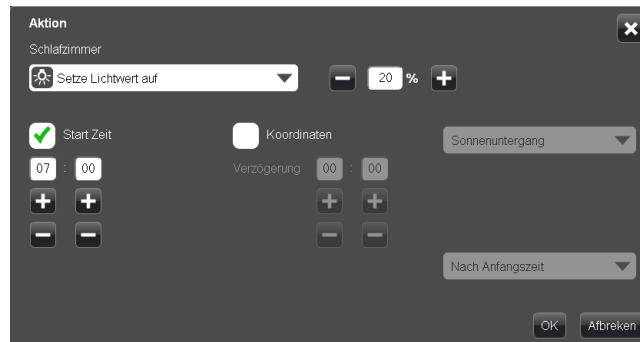 Aktion
Schlafzimmer
Setze Lichtwert auf
20 %
Start Zeit
Koordinaten
Sonnenuntergang
07 : 00
Verzögerung 00 : 00
Nach Anfangszeit
OK Afbreken